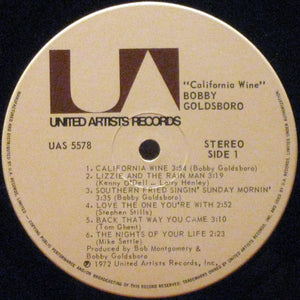 UA
"California Wine"
BOBBY
GOLDSBORO
UNITED ARTISTS RECORDS
UAS 5578
STEREO
SIDE 1
1. CALIFORNIA WINE 3:54 (Bobby Goldsboro)
2. LIZZIE AND THE RAIN MAN 3:19
(Kenny O'Dell – Larry Henley)
3. SOUTHERN FRIED SINGIN' SUNDAY MORNIN'
3:35 (Bobby Goldsboro)
4. LOVE THE ONE YOU'RE WITH 2:52
(Stephen Stills)
5. BACK THAT WAY YOU CAME 3:10
(Tom Ghent)
6. THE NIGHTS OF YOUR LIFE 2:23
(Mike Settle)
Produced by Bob Montgomery &
Bobby Goldsboro
℗ 1972 United Artists Records, Inc.